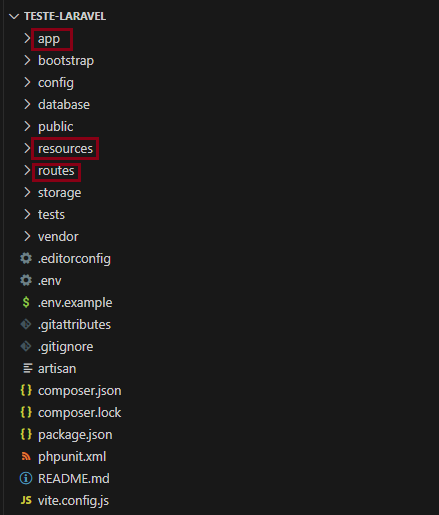 TESTE-LARAVEL
app
bootstrap
config
database
public
resources
routes
storage
tests
vendor
.editorconfig
.env
$ .env.example
.gitattributes
.gitignore
artisan
{ } composer.json
{ } composer.lock
{ } package.json
phpunit.xml
README.md
JS vite.config.js